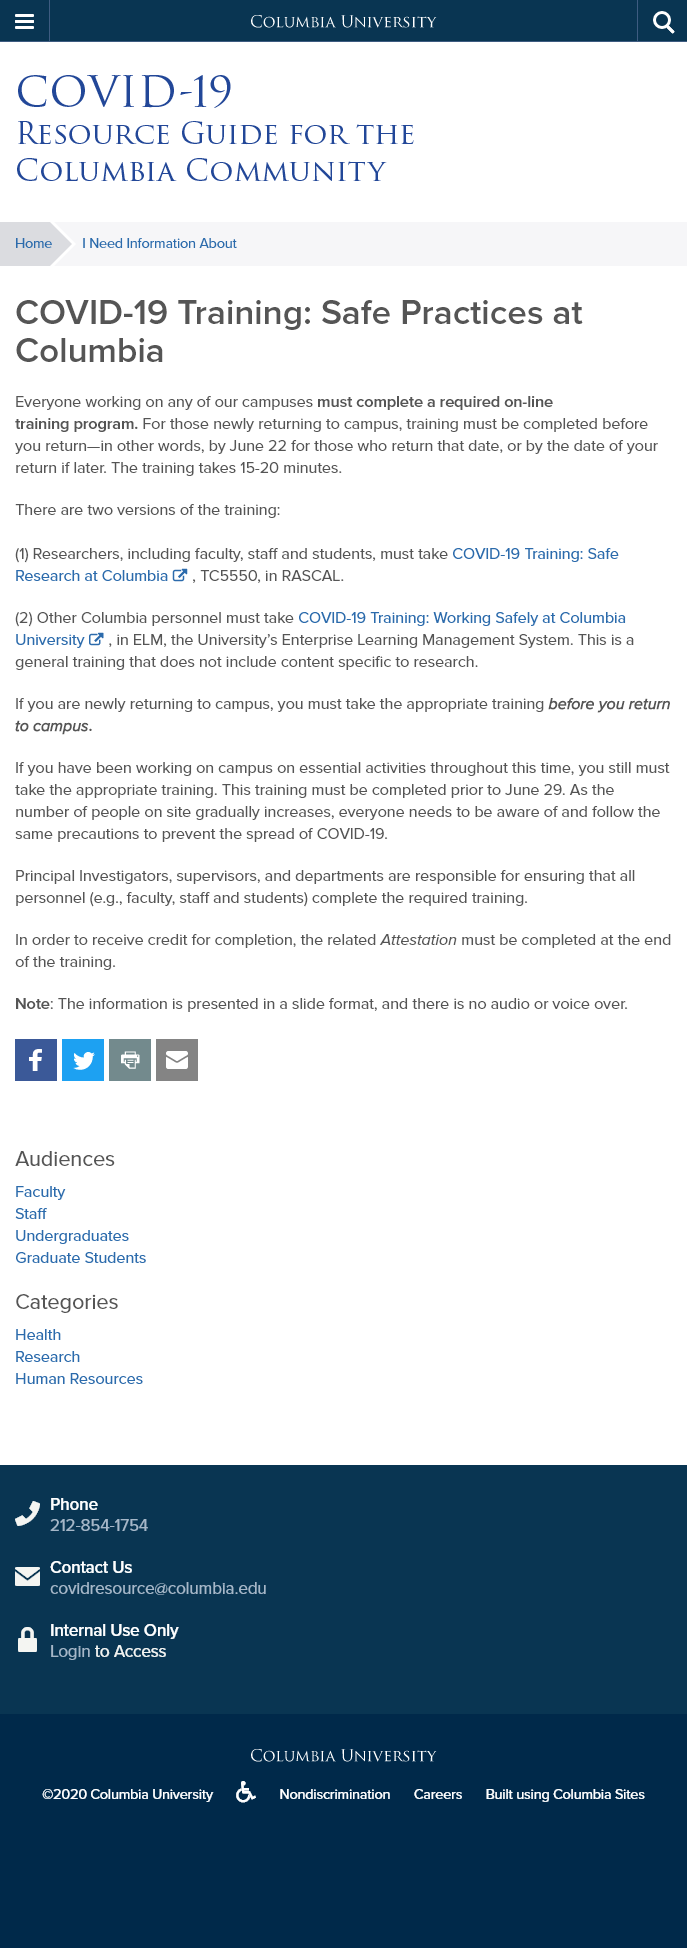 Columbia University
COVID-19
Resource Guide for the
Columbia Community
Home
I Need Information About
COVID-19 Training: Safe Practices at
Columbia
Everyone working on any of our campuses must complete a required on-line
training program. For those newly returning to campus, training must be completed before
you return—in other words, by June 22 for those who return that date, or by the date of your
return if later. The training takes 15-20 minutes.
There are two versions of the training:
(1) Researchers, including faculty, staff and students, must take COVID-19 Training: Safe
Research at Columbia , TC5550, in RASCAL.
(2) Other Columbia personnel must take COVID-19 Training: Working Safely at Columbia
University , in ELM, the University’s Enterprise Learning Management System. This is a
general training that does not include content specific to research.
If you are newly returning to campus, you must take the appropriate training before you return
to campus.
If you have been working on campus on essential activities throughout this time, you still must
take the appropriate training. This training must be completed prior to June 29. As the
number of people on site gradually increases, everyone needs to be aware of and follow the
same precautions to prevent the spread of COVID-19.
Principal Investigators, supervisors, and departments are responsible for ensuring that all
personnel (e.g., faculty, staff and students) complete the required training.
In order to receive credit for completion, the related Attestation must be completed at the end
of the training.
Note: The information is presented in a slide format, and there is no audio or voice over.
Audiences
Faculty
Staff
Undergraduates
Graduate Students
Categories
Health
Research
Human Resources
Phone
212-854-1754
Contact Us
covidresource@columbia.edu
Internal Use Only
Login to Access
Columbia University
©2020 Columbia University Nondiscrimination Careers Built using Columbia Sites